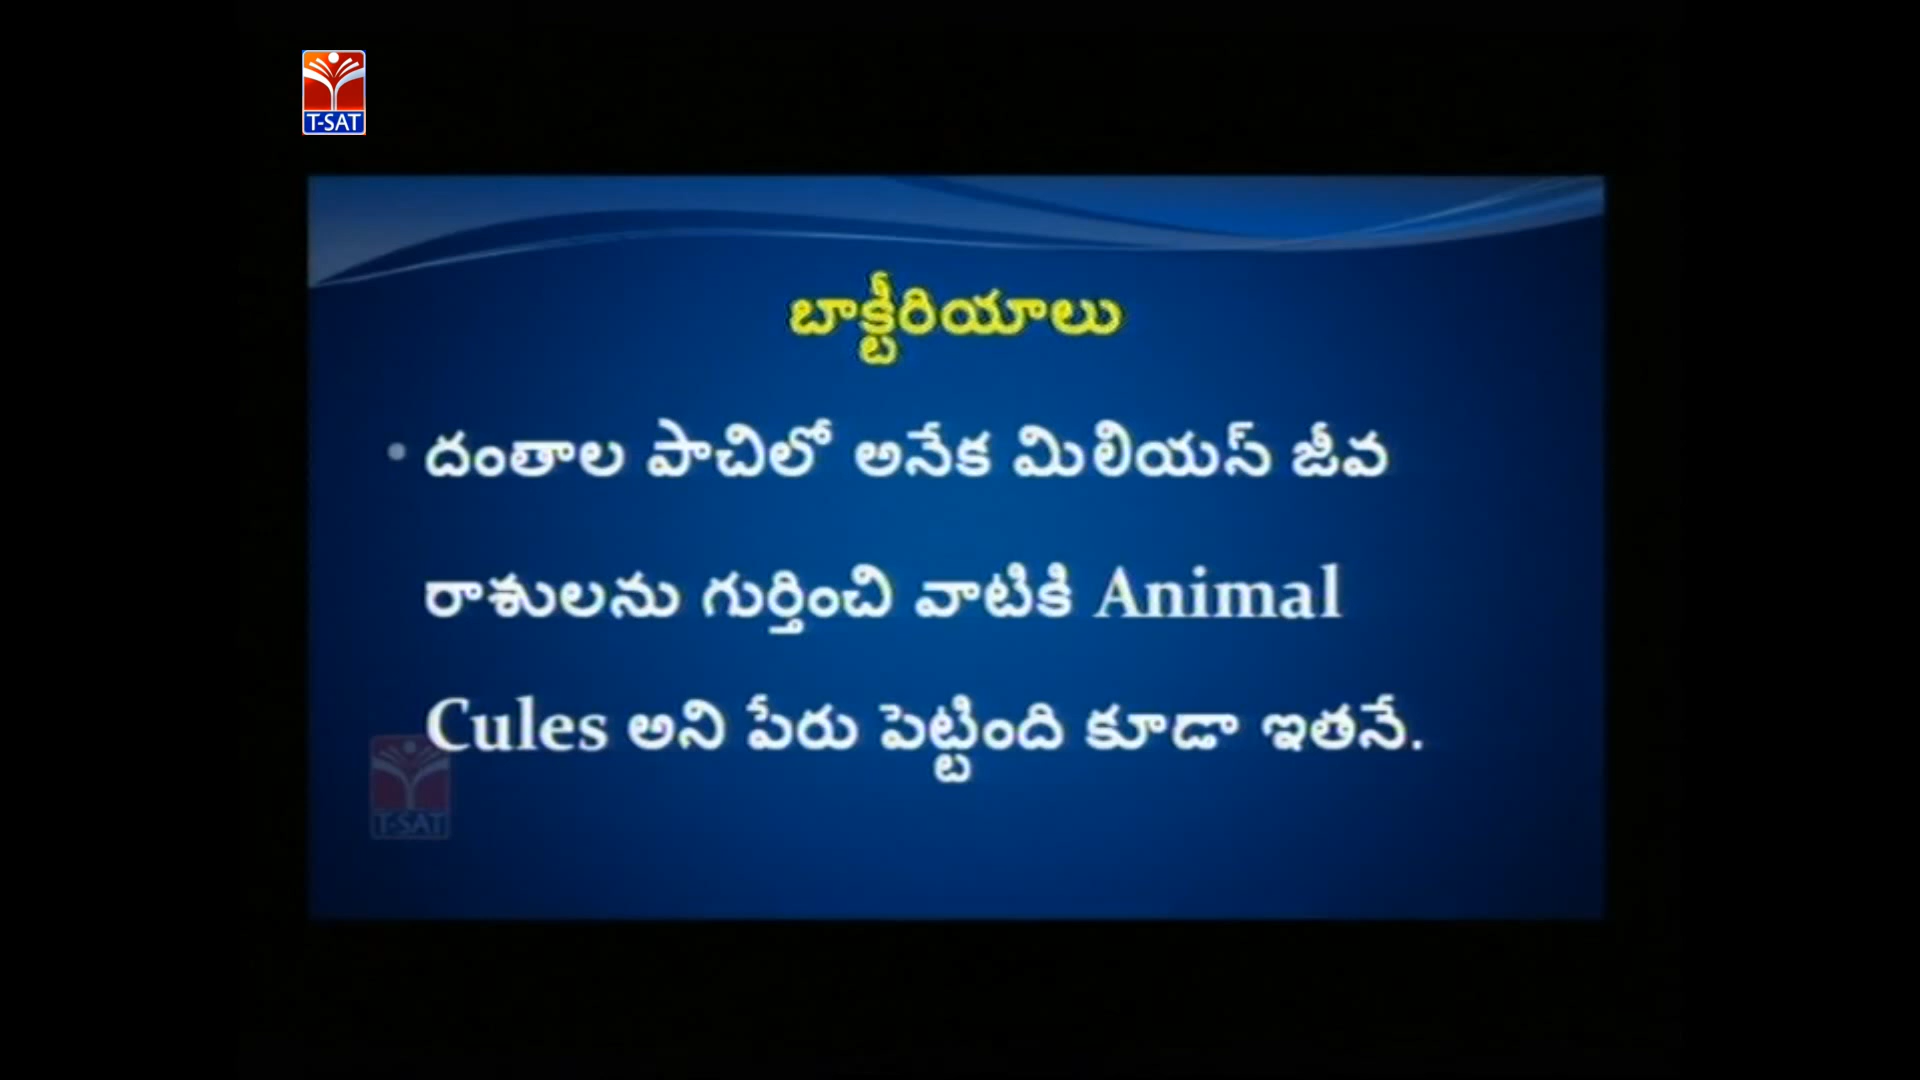 T-SAT
బాక్టీరియాలు
• దంతాల పాచిలో అనేక మిలియస్ జీవ
రాశులను గుర్తించి వాటికి Animal
Cules అని పేరు పెట్టింది కూడా ఇతనే.
T-SAT